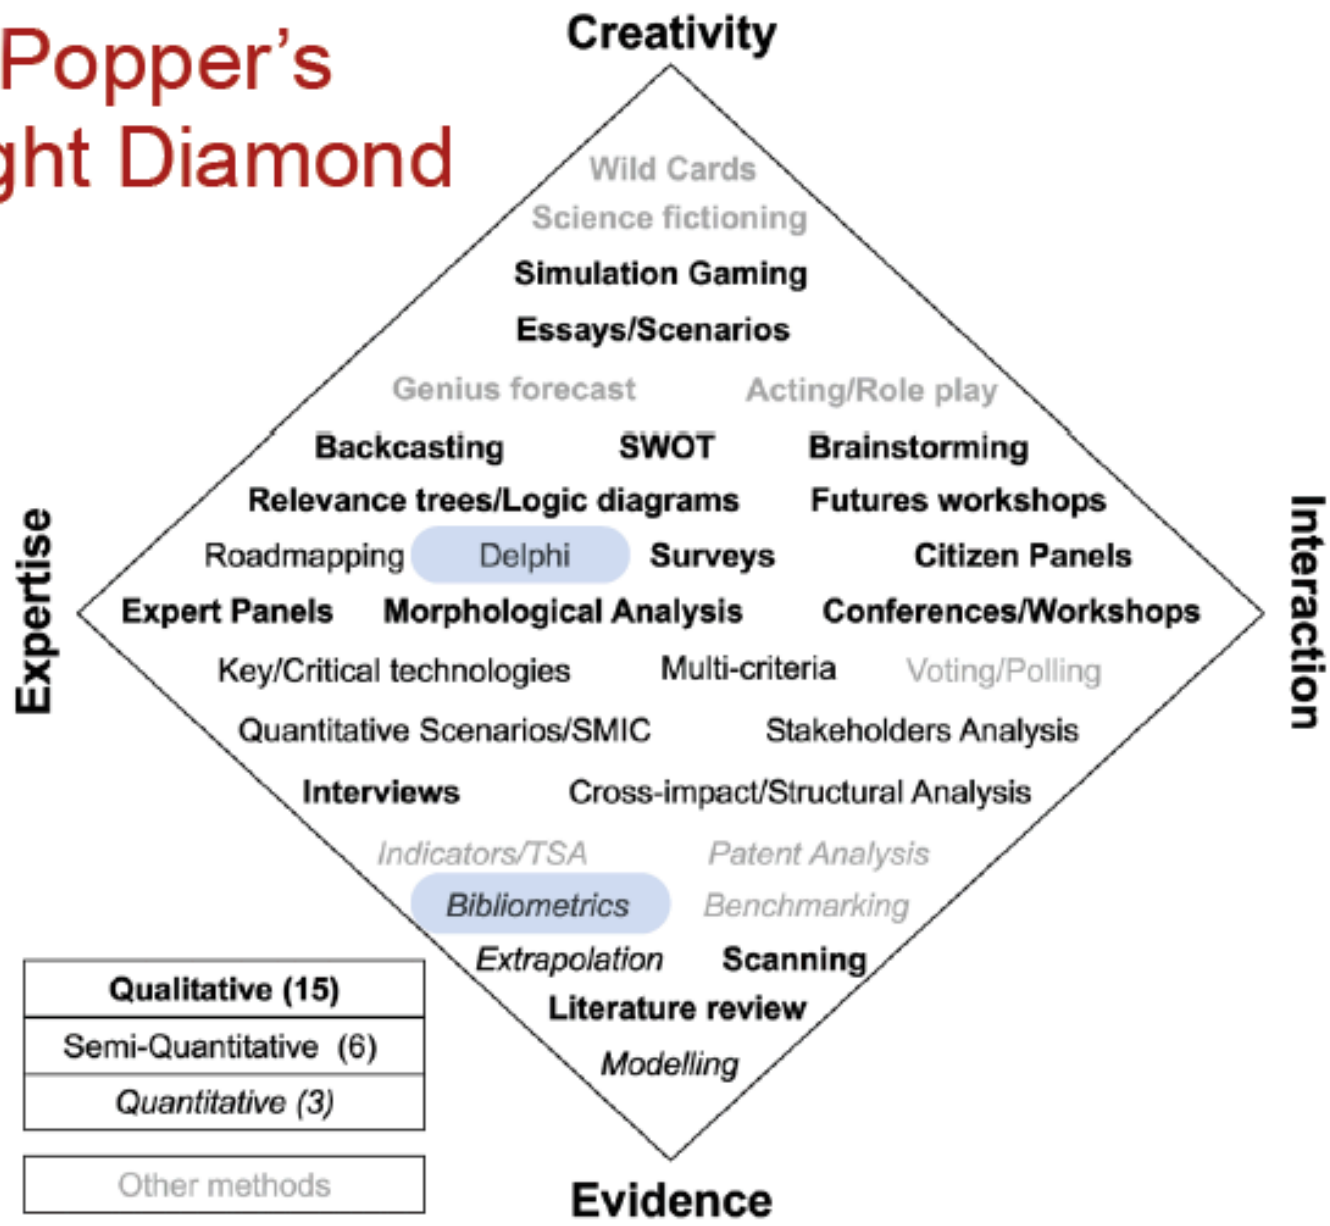 Popper's
ght Diamond
Creativity
Wild Cards
Science fictioning
Simulation Gaming
Essays/Scenarios
Genius forecast Acting/Role play
Backcasting SWOT Brainstorming
Relevance trees/Logic diagrams Futures workshops
Roadmapping Delphi Surveys Citizen Panels
Expert Panels Morphological Analysis Conferences/Workshops
Key/Critical technologies Multi-criteria Voting/Polling
Quantitative Scenarios/SMIC Stakeholders Analysis
Interviews Cross-impact/Structural Analysis
Indicators/TSA Patent Analysis
Bibliometrics Benchmarking
Extrapolation Scanning
Literature review
Modelling
Expertise
Interaction
Evidence
Qualitative (15)
Semi-Quantitative (6)
Quantitative (3)
Other methods